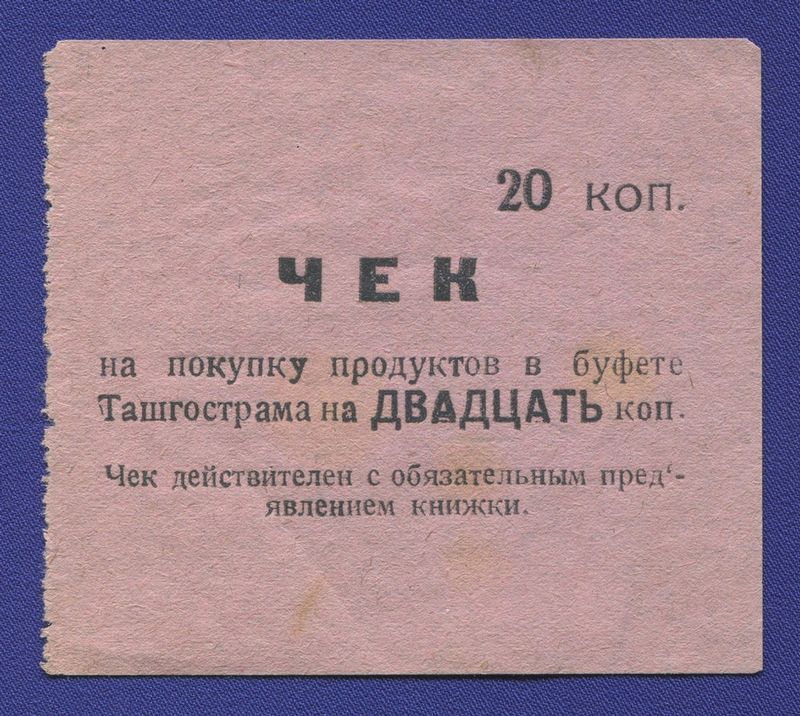 20 коп.
ЧЕК
на покупку продуктов в буфете
Ташгострама на ДВАДЦАТЬ коп.
Чек действителен с обязательным пред‘-
явлением книжки.